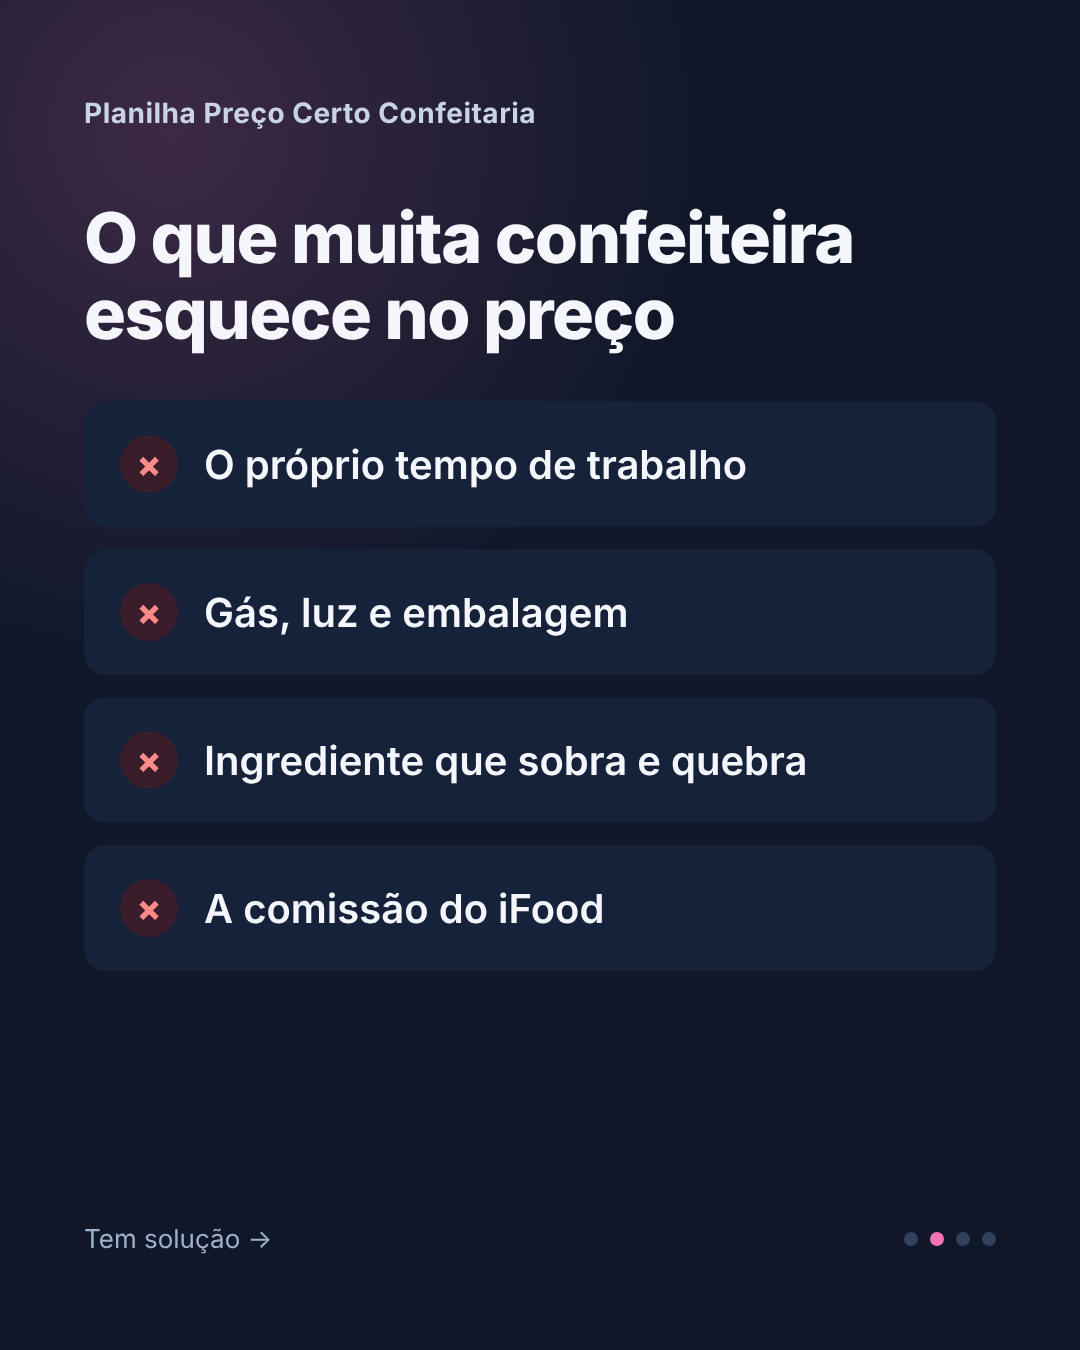 Planilha Preço Certo Confeitaria
O que muita confeiteira
esquece no preço
× O próprio tempo de trabalho
× Gás, luz e embalagem
× Ingrediente que sobra e quebra
× A comissão do iFood
Tem solução →